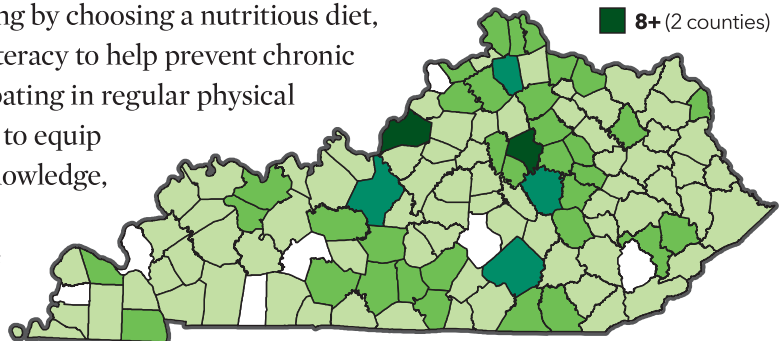 ng by choosing a nutritious diet,
teracy to help prevent chronic
pating in regular physical
to equip
nowledge,
8+ (2 counties)